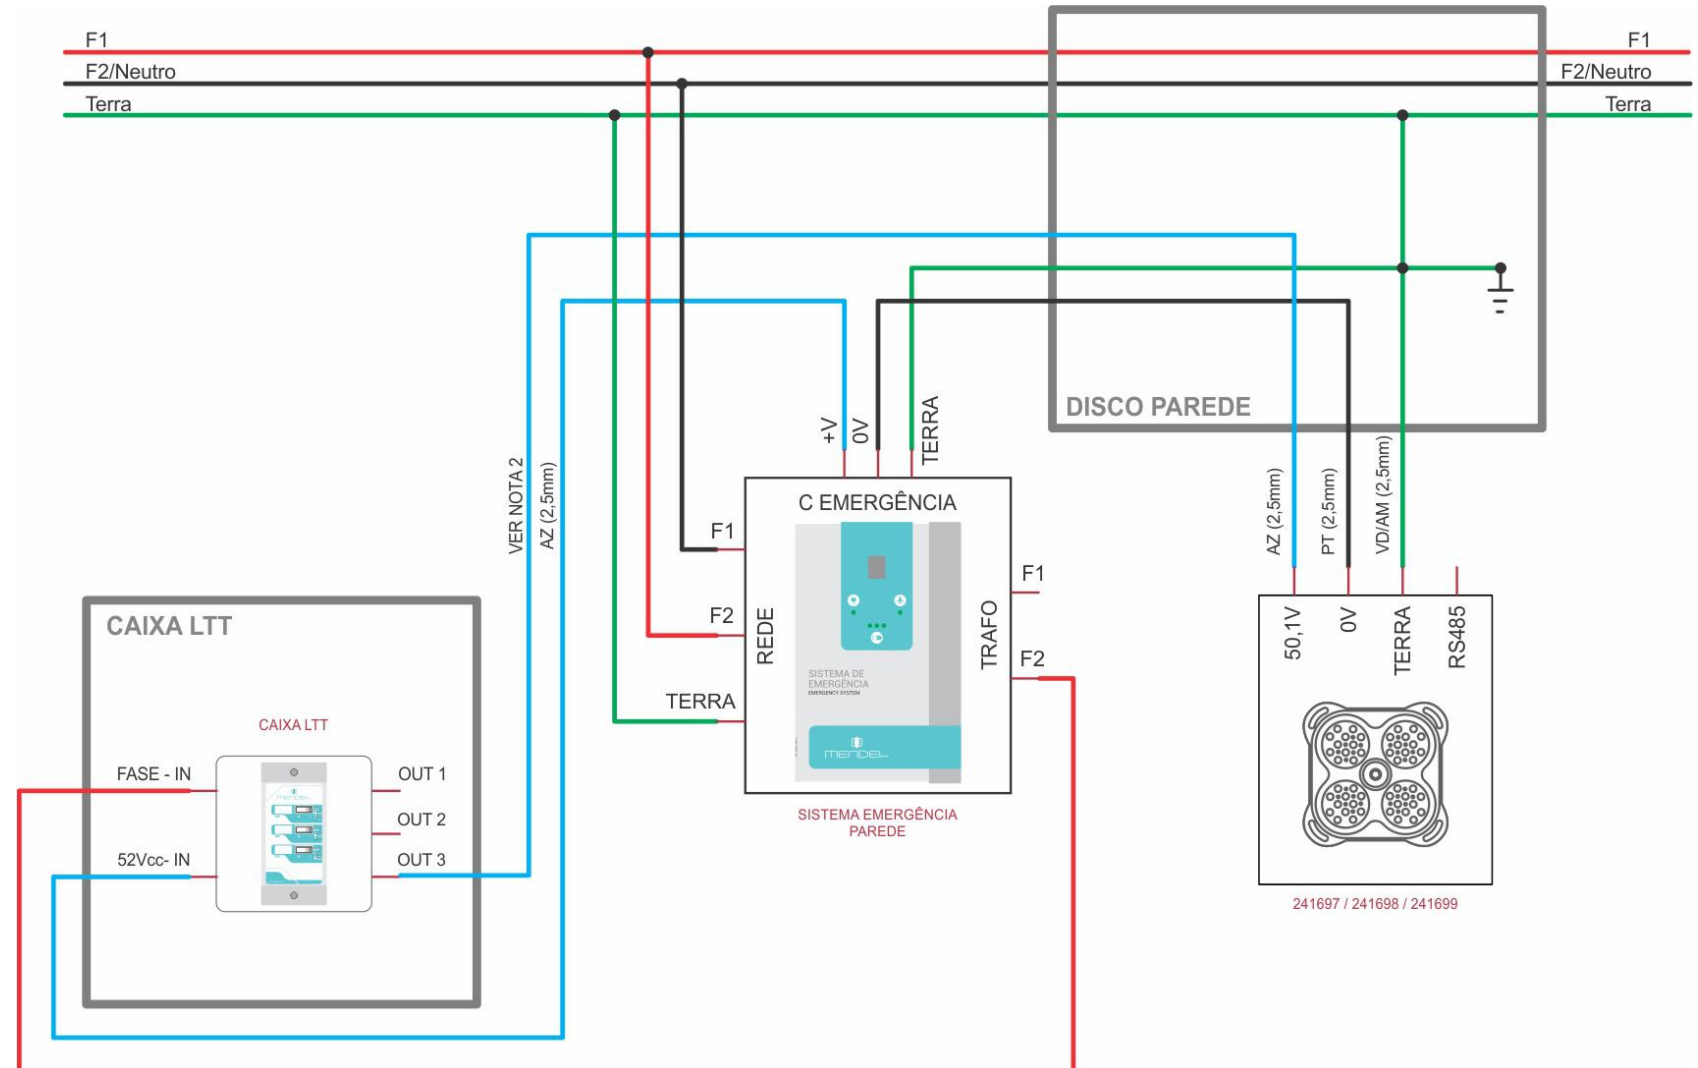 F1
F1
F2/Neutro
F2/Neutro
Terra
Terra
DISCO PAREDE
+V
0V
TERRA
VER NOTA 2
AZ (2,5mm)
AZ (2,5mm)
PT (2,5mm)
VD/AM (2,5mm)
C EMERGÊNCIA
F1
F2
TERRA
REDE
TRAFO
F1
F2
SISTEMA DE
EMERGÊNCIA
EMERGENCY SYSTEM
MENDEL
SISTEMA EMERGÊNCIA
PAREDE
50,1V
0V
TERRA
RS485
241697 / 241698 / 241699
CAIXA LTT
CAIXA LTT
FASE - IN
52Vcc- IN
MENDEL
OUT 1
OUT 2
OUT 3